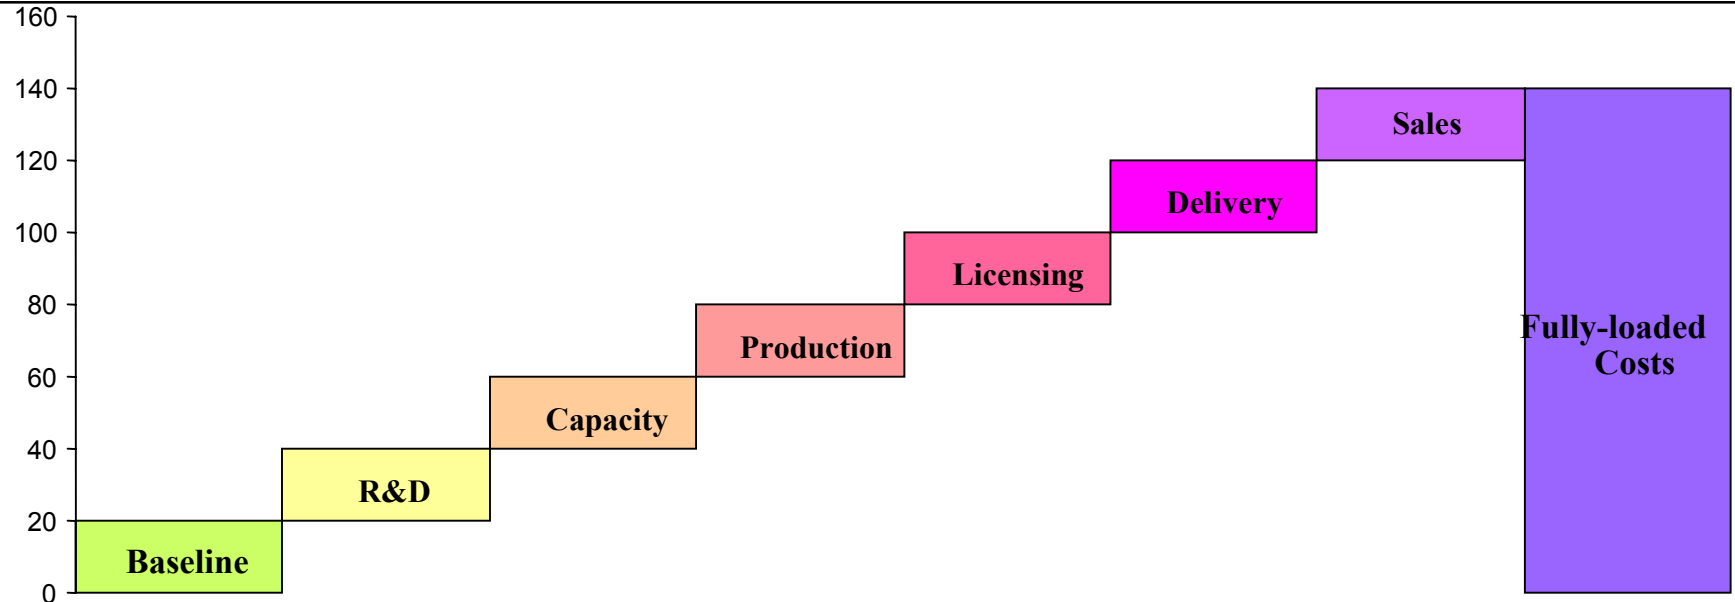 160
140
120
100
80
60
40
20
0
Sales
Delivery
Licensing
Production
Capacity
R&D
Baseline
Fully-loaded
Costs